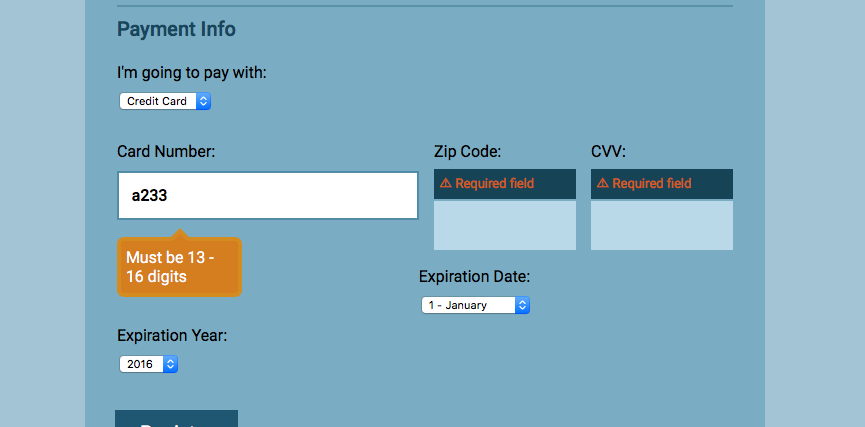 Payment Info
I'm going to pay with:
Credit Card
Card Number:
Zip Code:
CVV:
⚠ Required field
⚠ Required field
a233
Must be 13 -
16 digits
Expiration Date:
1 - January
Expiration Year:
2016